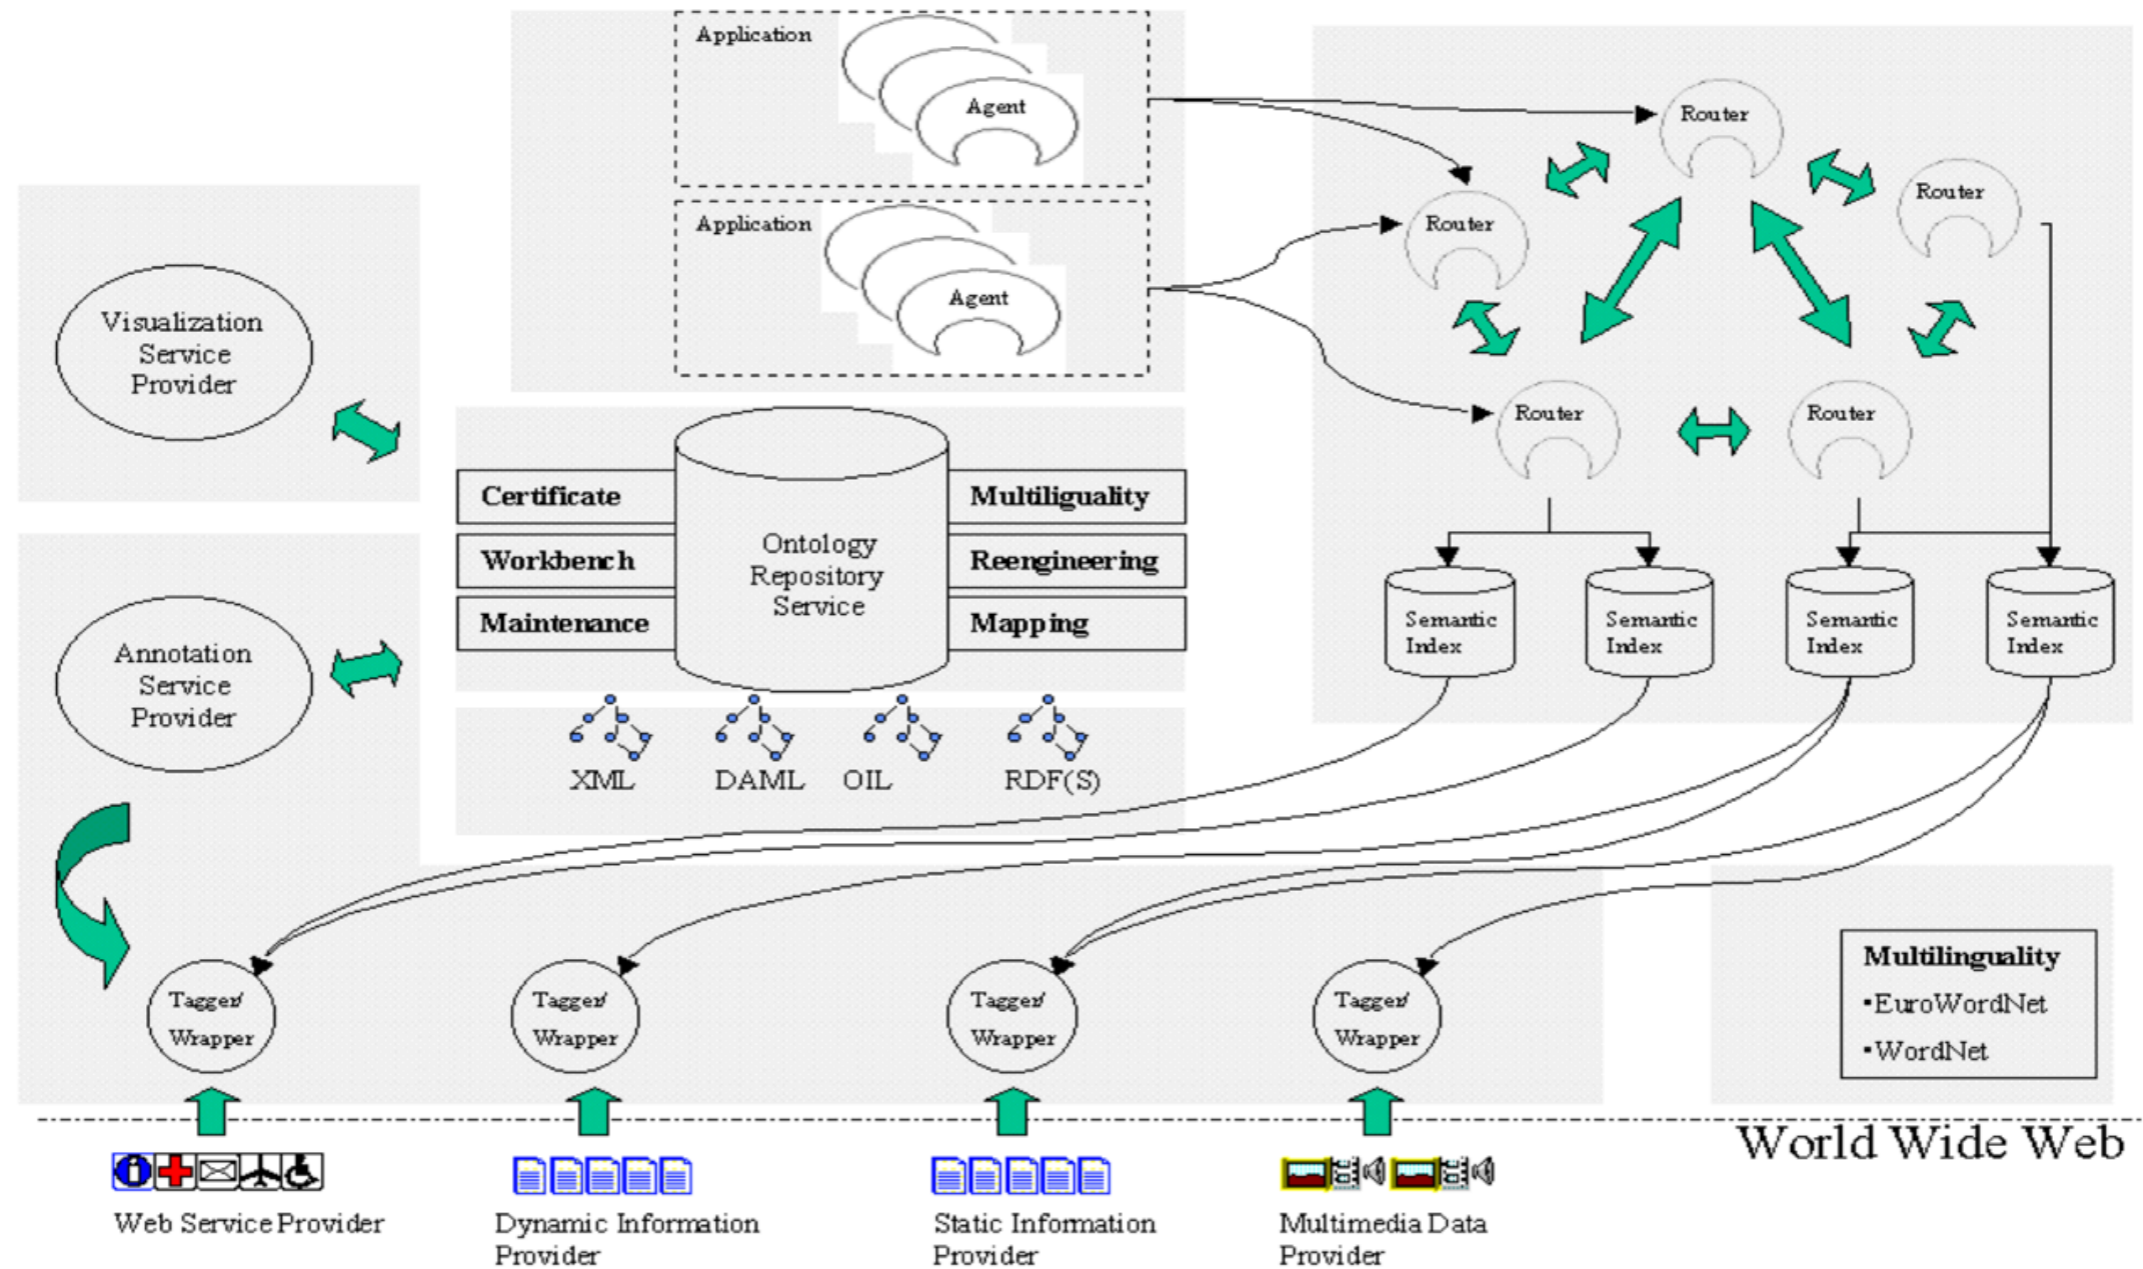 Application
Agent
Application
Agent
Router
Router
Router
Router
Router
Visualization
Service
Provider
Certificate
Workbench
Maintenance
Ontology
Repository
Service
Multiliguality
Reengineering
Mapping
Annotation
Service
Provider
Semantic
Index
Semantic
Index
Semantic
Index
Semantic
Index
XML
DAML
OIL
RDF(S)
Tagger/
Wrapper
Tagger/
Wrapper
Tagger/
Wrapper
Tagger/
Wrapper
Multilinguality
▪EuroWordNet
▪WordNet
World Wide Web
Web Service Provider
Dynamic Information
Provider
Static Information
Provider
Multimedia Data
Provider